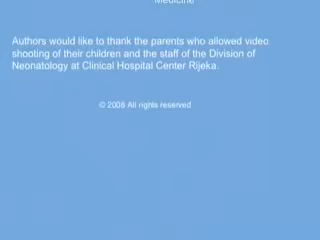 Medicine
Authors would like to thank the parents who allowed video
shooting of their children and the staff of the Division of
Neonatology at Clinical Hospital Center Rijeka.
© 2008 All rights reserved